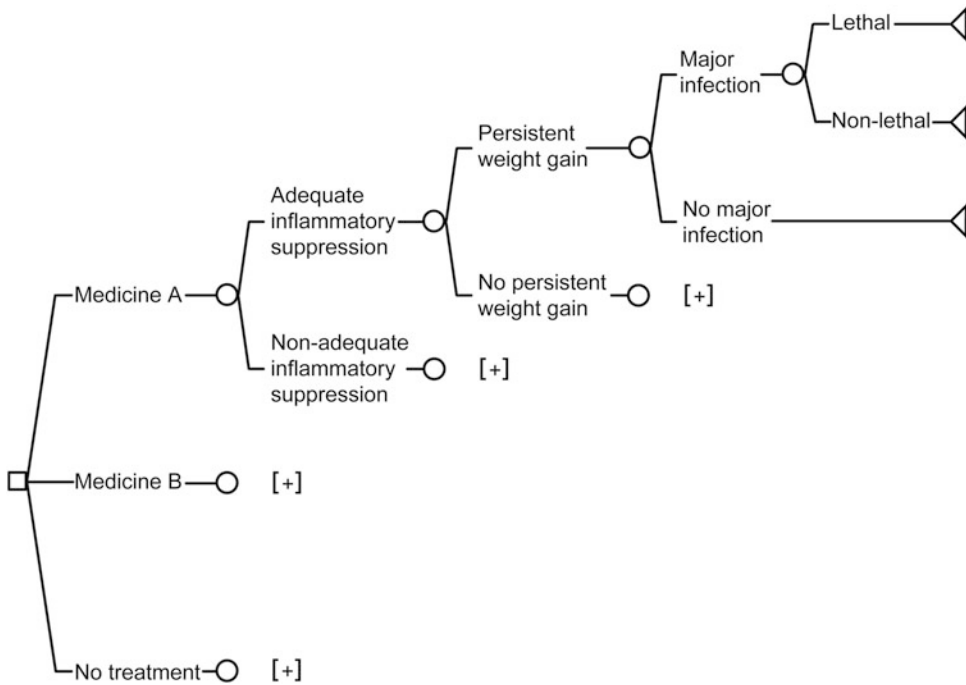 Lethal
Major
infection
Non-lethal
Persistent
weight gain
Adequate
inflammatory
suppression
No major
infection
Medicine A
No persistent
weight gain
[+]
Non-adequate
inflammatory
suppression
[+]
Medicine B
[+]
No treatment
[+]